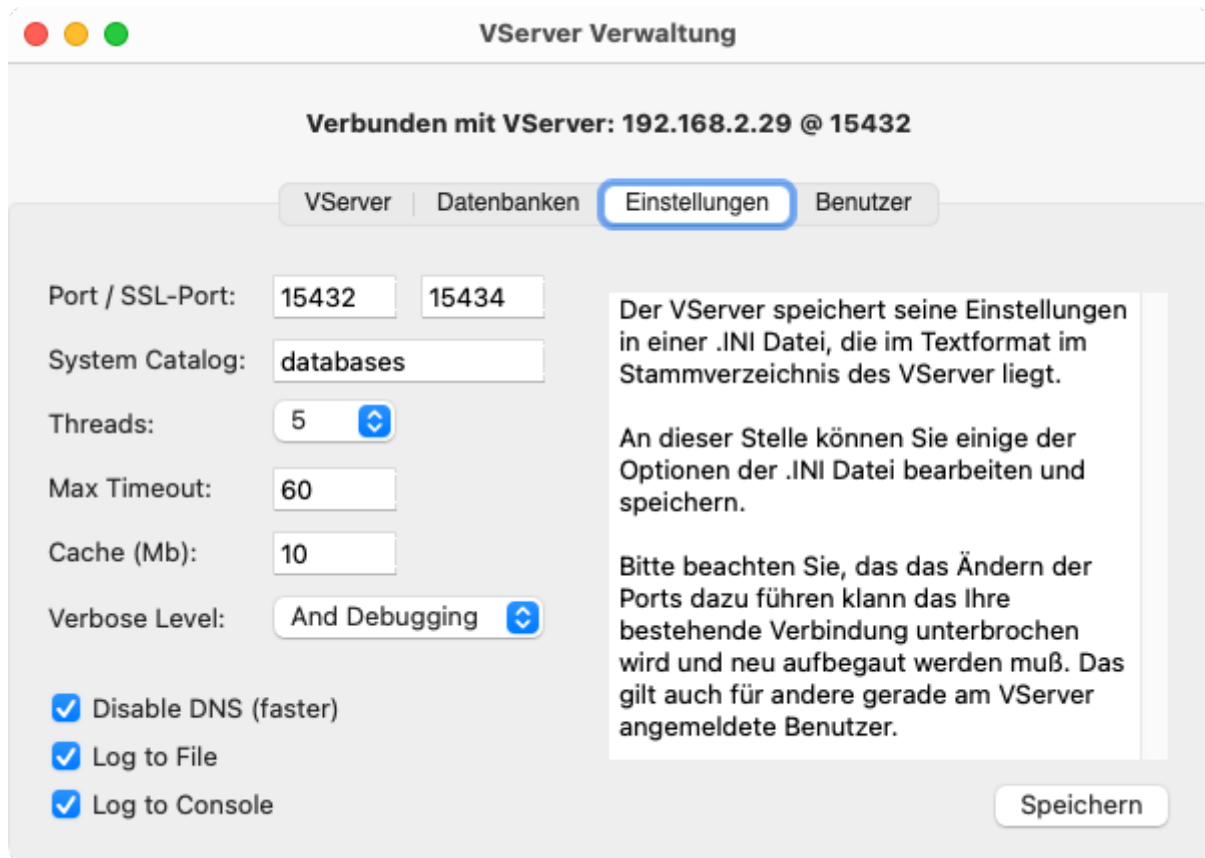 VServer Verwaltung
Verbunden mit VServer: 192.168.2.29 @ 15432
VServer Datenbanken Einstellungen Benutzer
Port / SSL-Port: 15432 15434
System Catalog: databases
Threads: 5
Max Timeout: 60
Cache (Mb): 10
Verbose Level: And Debugging
Disable DNS (faster)
Log to File
Log to Console
Der VServer speichert seine Einstellungen
in einer .INI Datei, die im Textformat im
Stammverzeichnis des VServer liegt.
An dieser Stelle können Sie einige der
Optionen der .INI Datei bearbeiten und
speichern.
Bitte beachten Sie, das das Ändern der
Ports dazu führen klann das Ihre
bestehende Verbindung unterbrochen
wird und neu aufbegaut werden muß. Das
gilt auch für andere gerade am VServer
angemeldete Benutzer.
Speichern